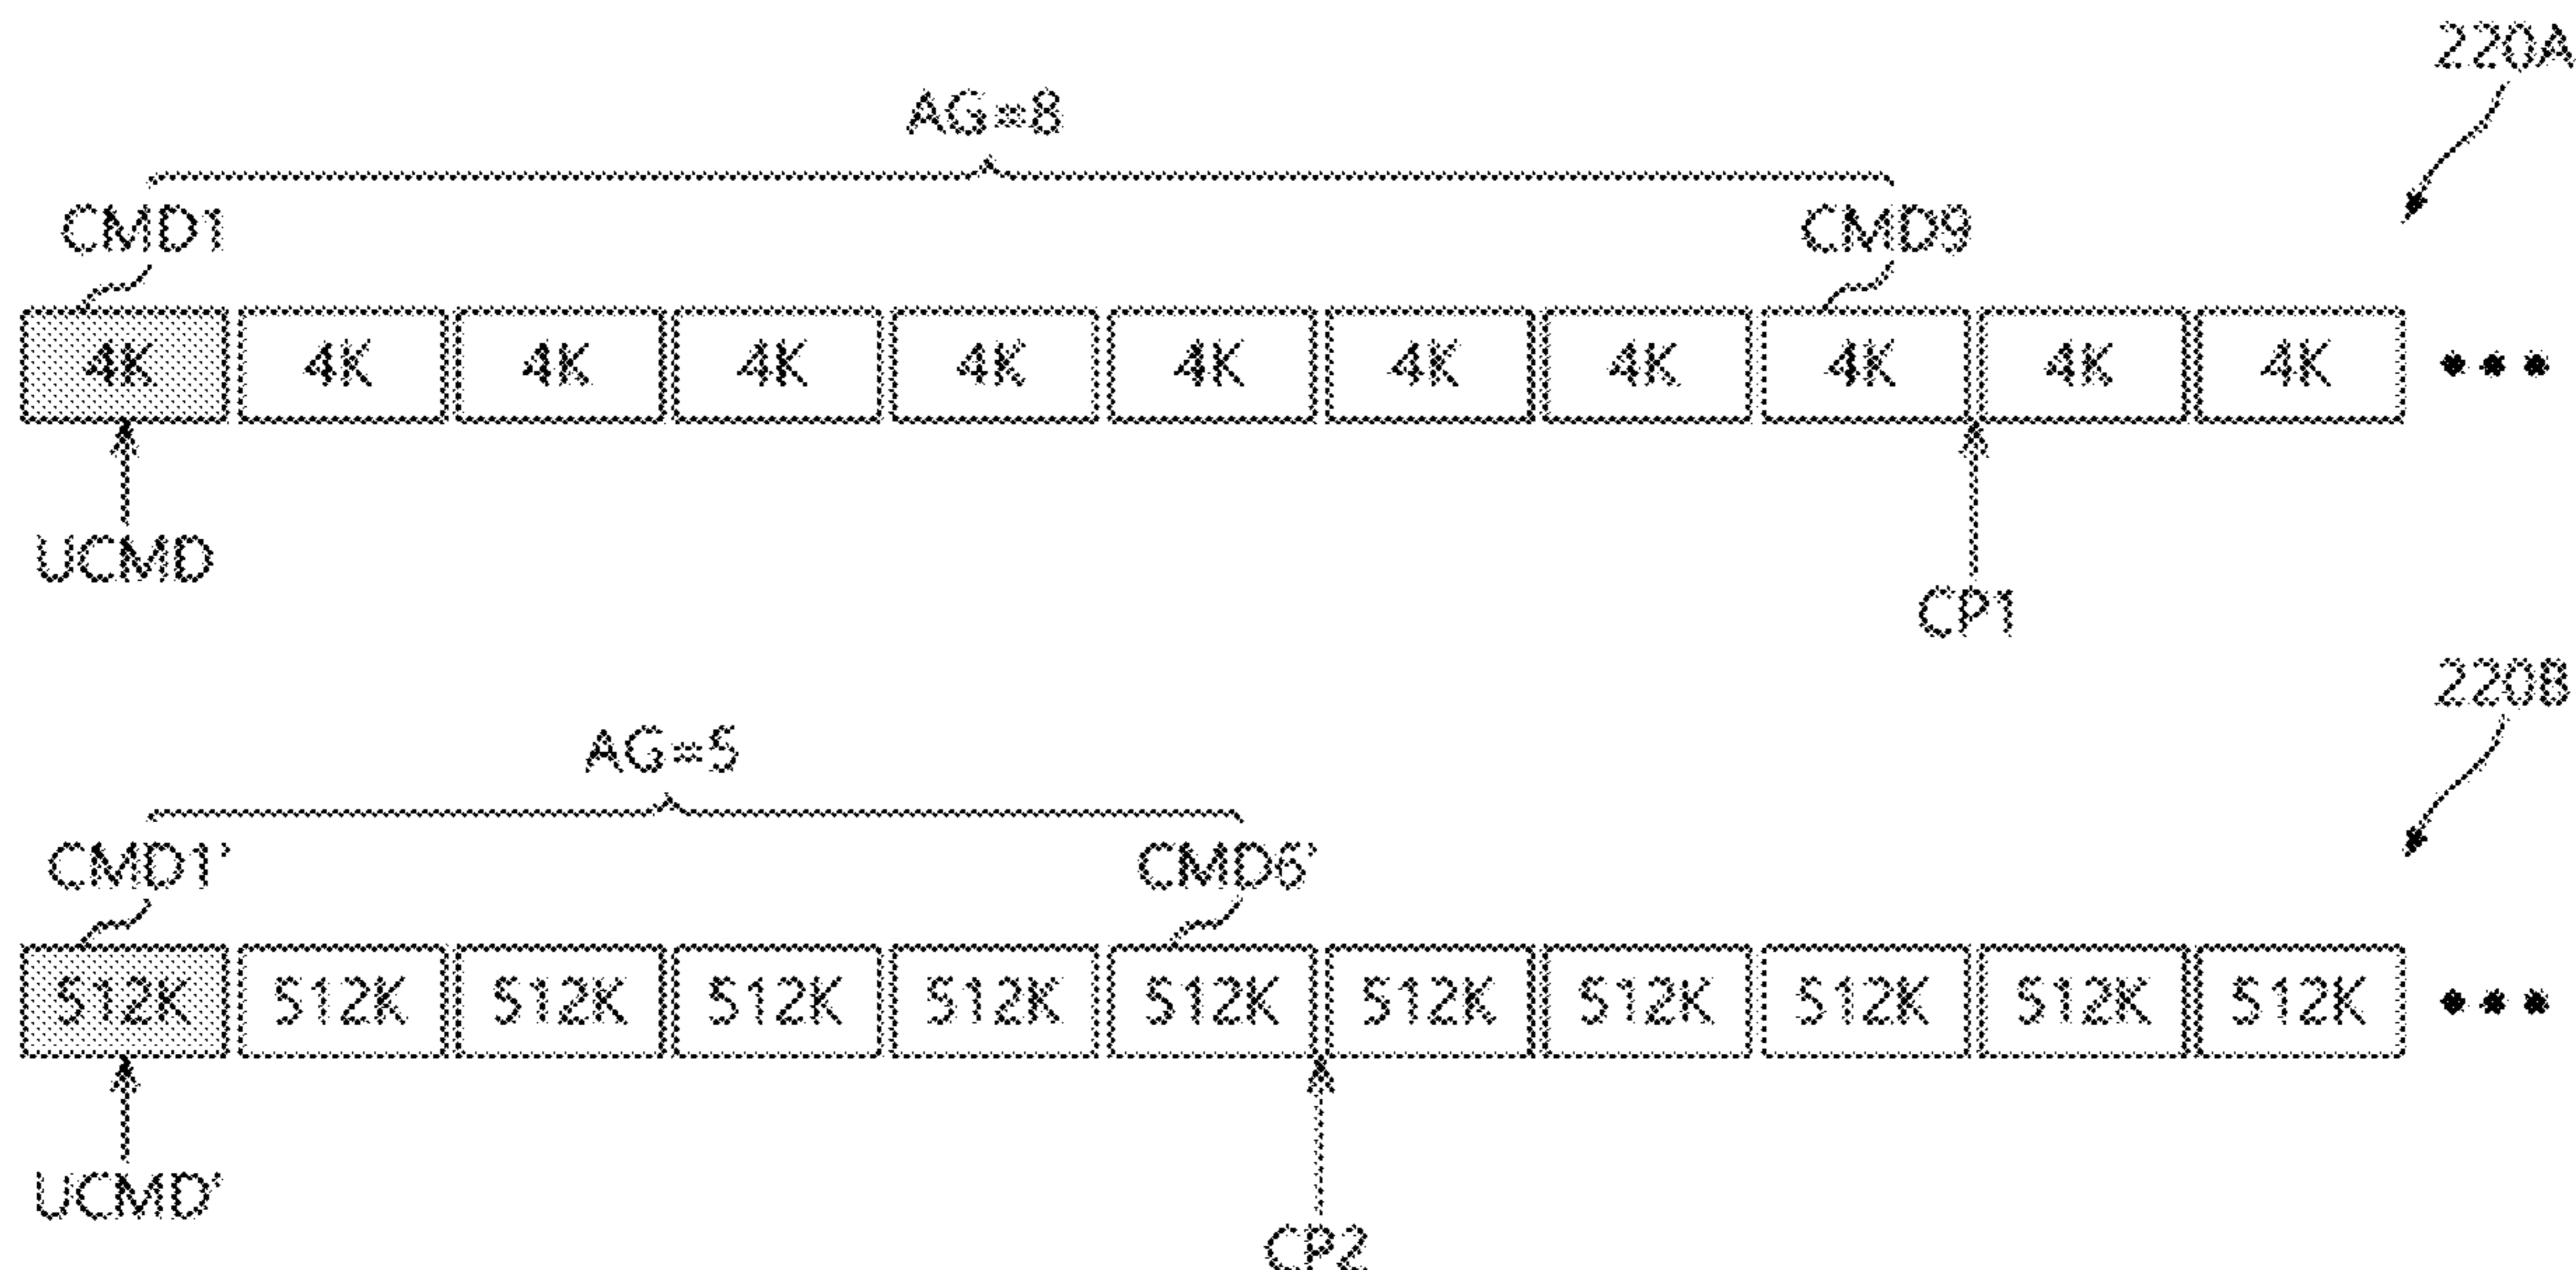 220A
AG=8
CMD1 CMD9
4K 4K 4K 4K 4K 4K 4K 4K 4K 4K 4K
UCMD
CP1
220B
AG=5
CMD1' CMD6'
512K 512K 512K 512K 512K 512K 512K 512K 512K 512K 512K
UCMD'
CP2